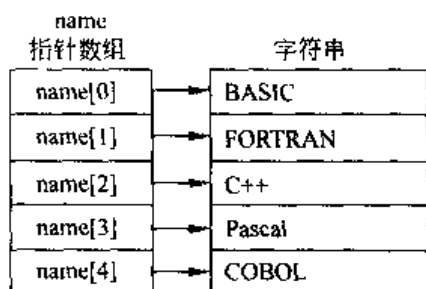 name
指针数组 字符串
name[0] BASIC
name[1] FORTRAN
name[2] C++
name[3] Pascal
name[4] COBOL